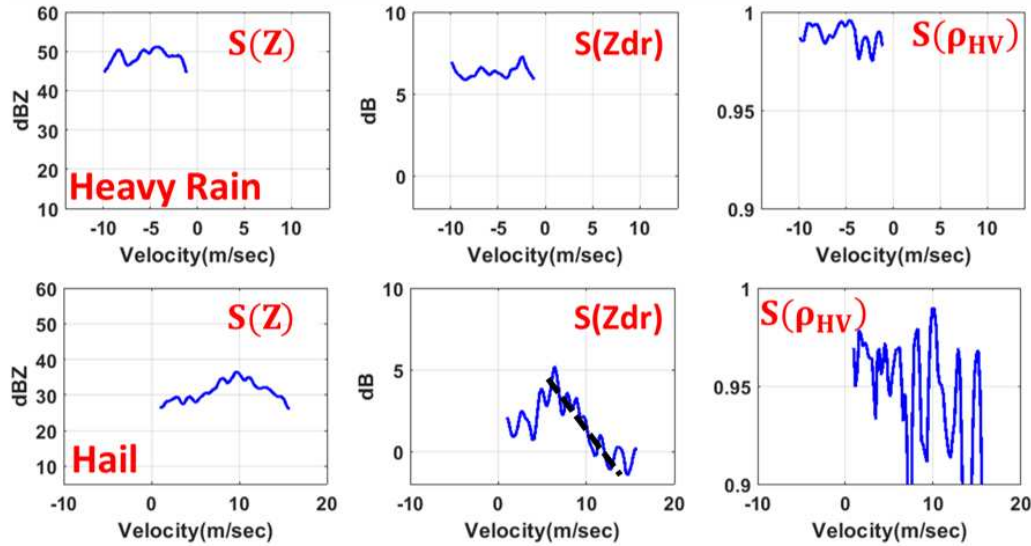 60
50
40
30
20
10
dBZ
-10 -5 0 5 10
Velocity(m/sec)
S(Z)
Heavy Rain
10
5
0
dB
-10 -5 0 5 10
Velocity(m/sec)
S(Zdr)
1
0.95
0.9
-10 -5 0 5 10
Velocity(m/sec)
S(ρHV)
60
50
40
30
20
10
dBZ
-10 0 10 20
Velocity(m/sec)
S(Z)
Hail
10
5
0
dB
-10 0 10 20
Velocity(m/sec)
S(Zdr)
1
0.95
0.9
-10 0 10 20
Velocity(m/sec)
S(ρHV)